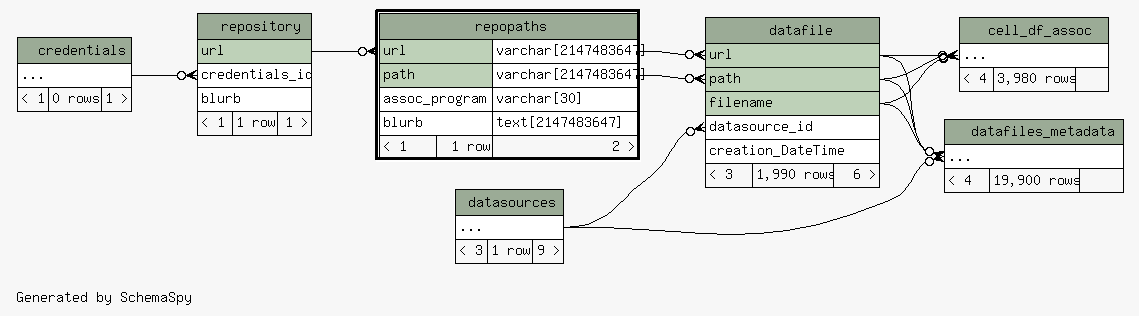 credentials
...
< 1 0 rows 1 >
repository
url
credentials_id
blurb
< 1 1 row 1 >
repopaths
url varchar[2147483647]
path varchar[2147483647]
assoc_program varchar[30]
blurb text[2147483647]
< 1 1 row 2 >
datasources
...
< 3 1 row 9 >
datafile
url
path
filename
datasource_id
creation_DateTime
< 3 1,990 rows 6 >
cell_df_assoc
...
< 4 3,980 rows
datafiles_metadata
...
< 4 19,900 rows
Generated by SchemaSpy